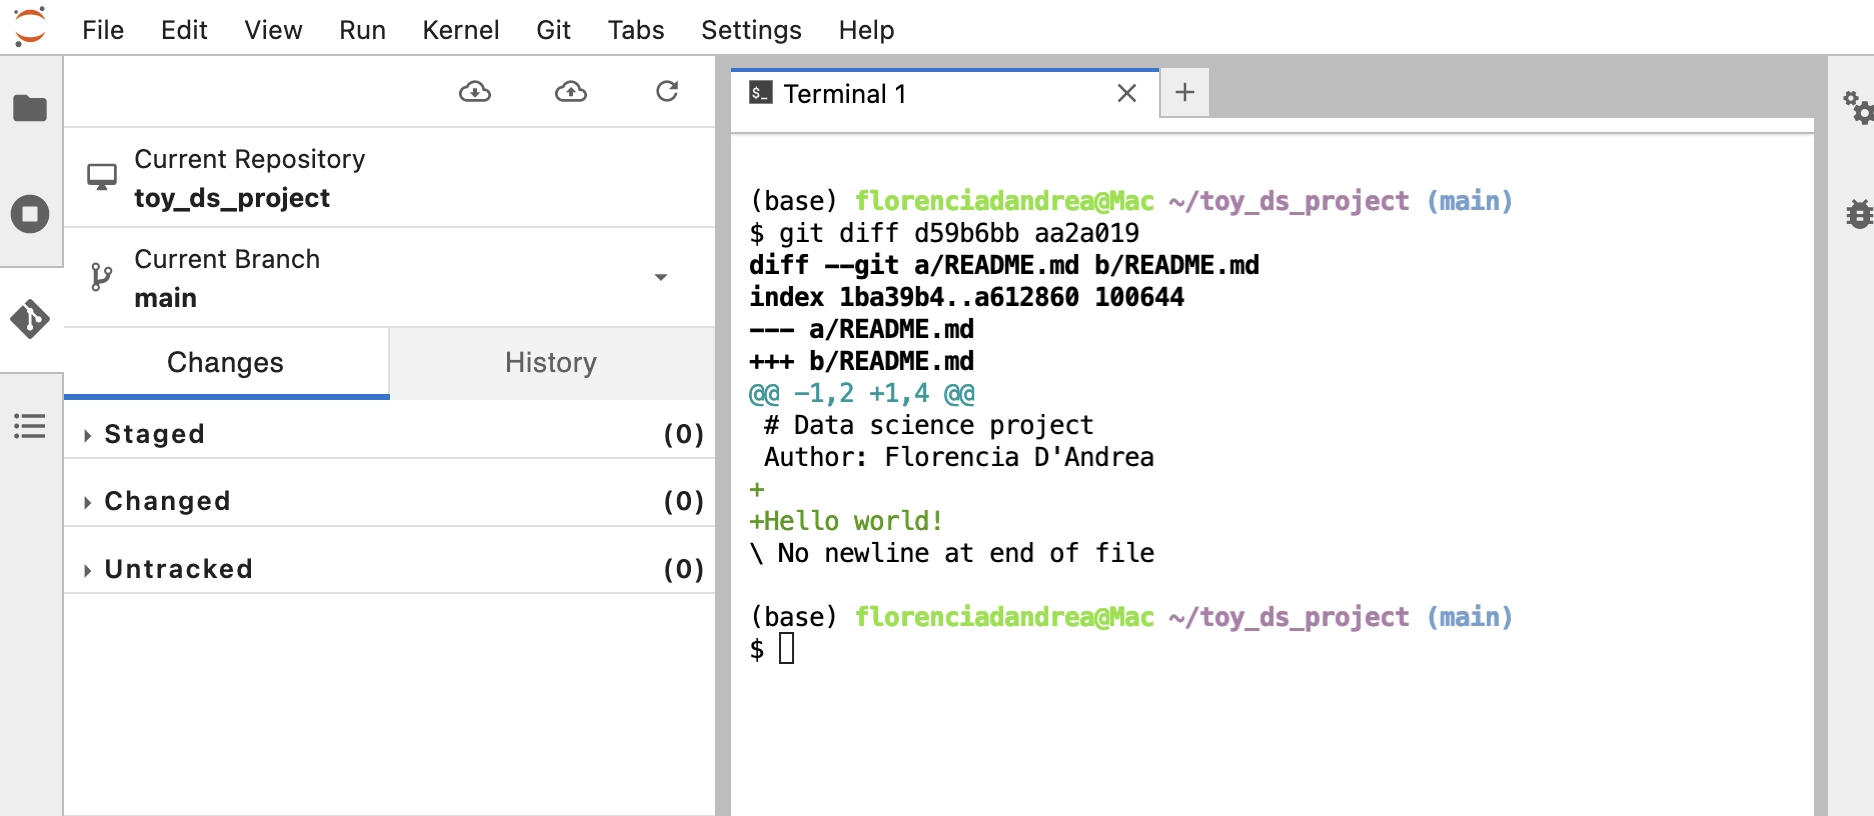 File Edit View Run Kernel Git Tabs Settings Help
Current Repository
toy_ds_project
Current Branch
main
Changes History
Staged (0)
Changed (0)
Untracked (0)
$_ Terminal 1
(base) florenciadandrea@Mac ~/toy_ds_project (main)
$ git diff d59b6bb aa2a019
diff --git a/README.md b/README.md
index 1ba39b4..a612860 100644
--- a/README.md
+++ b/README.md
@@ -1,2 +1,4 @@
 # Data science project
 Author: Florencia D'Andrea
+
+Hello world!
\ No newline at end of file
(base) florenciadandrea@Mac ~/toy_ds_project (main)
$